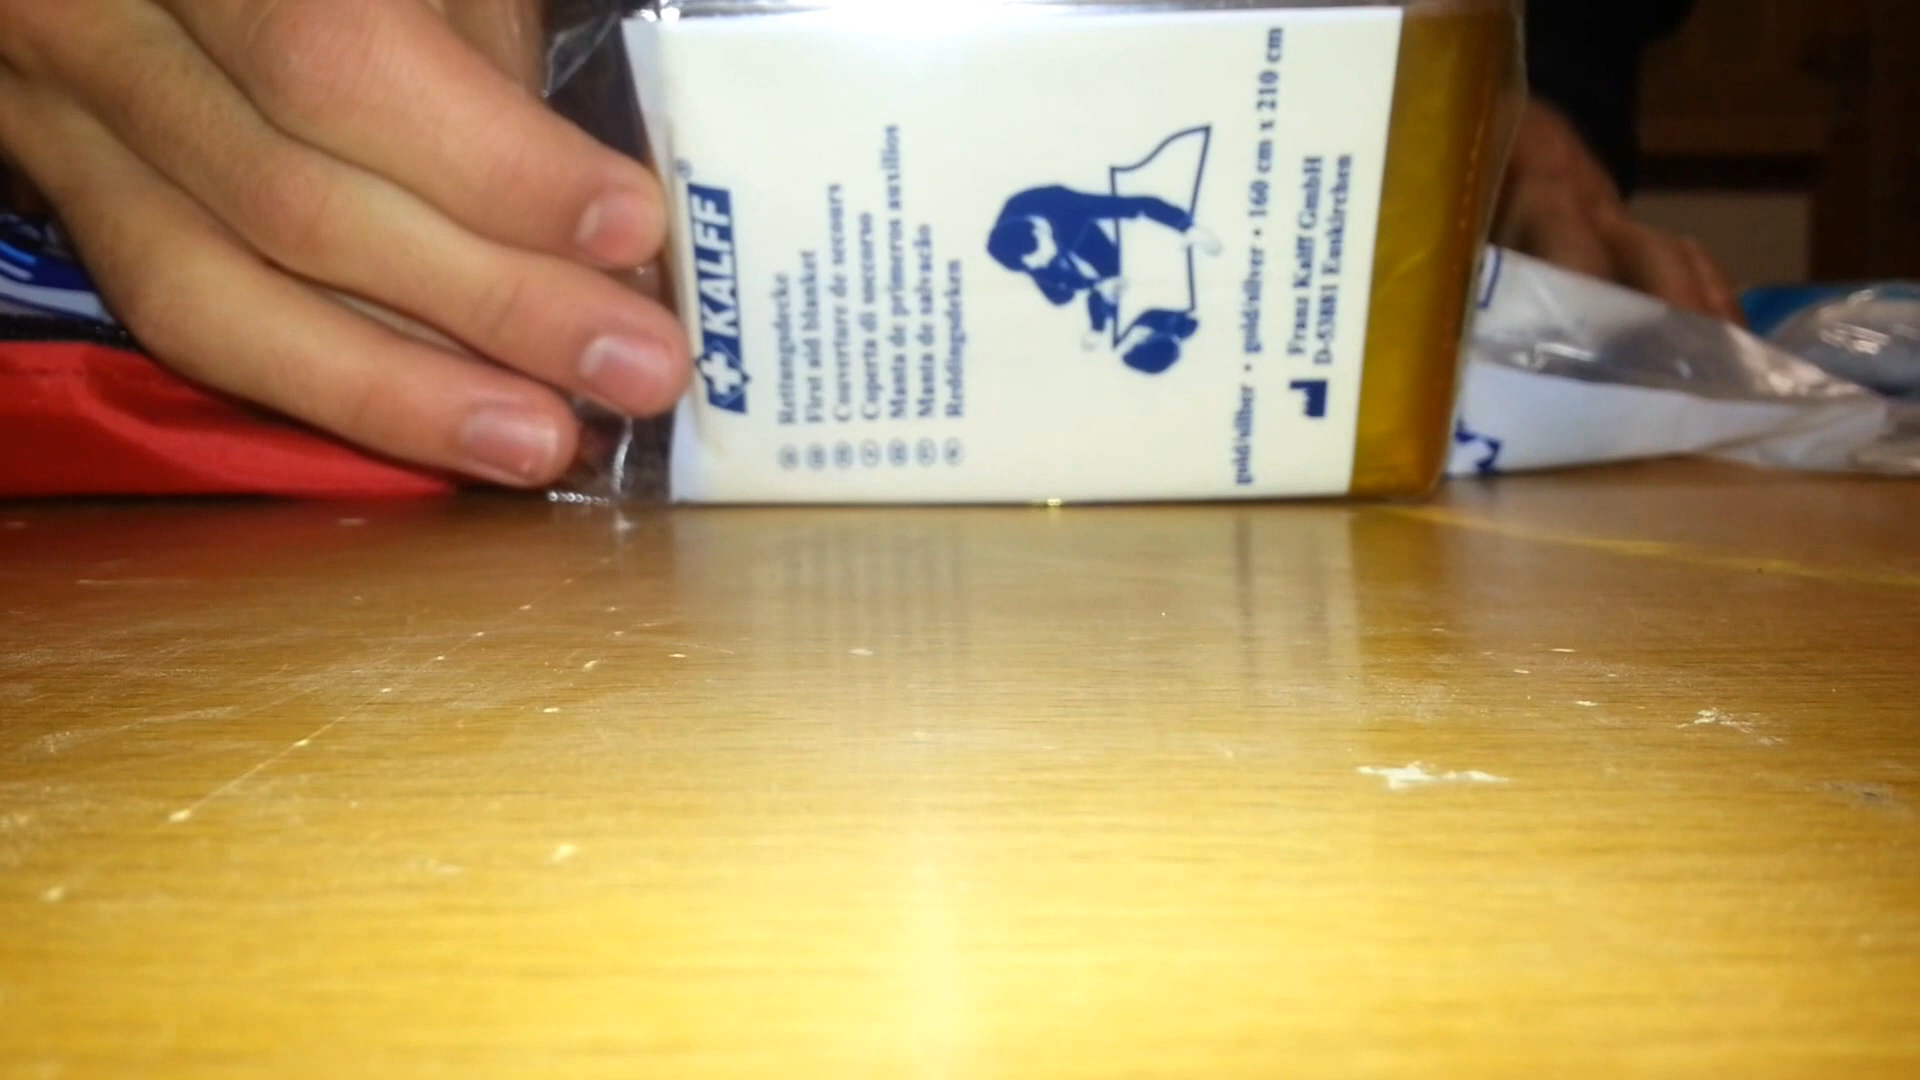 KALFF®
D Rettungsdecke
GB First aid blanket
Couverture de secours
I Coperta di soccorso
Manta de primeros auxilios
Manta de salvação
Reddingsdeken
gold/silber • gold/silver • 160 cm x 210 cm
Franz Kalff GmbH
D-53881 Euskirchen